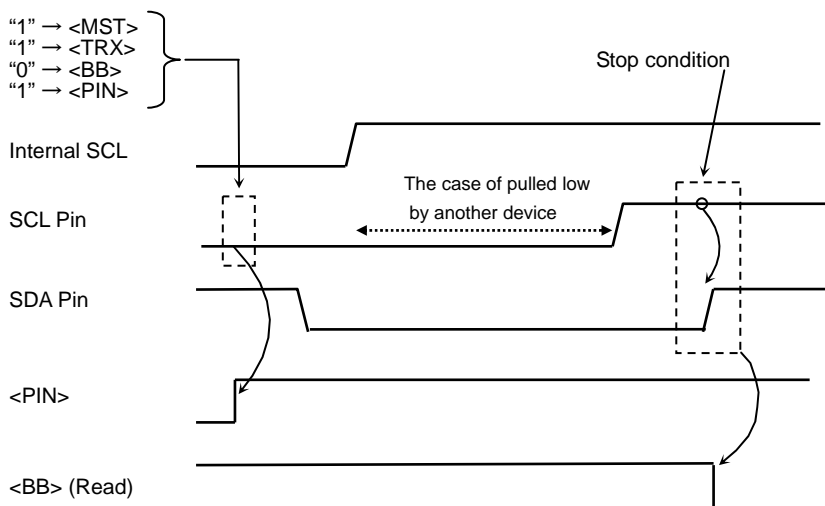 “1” → <MST>
“1” → <TRX>
“0” → <BB>
“1” → <PIN>
Stop condition
Internal SCL
The case of pulled low
by another device
SCL Pin
SDA Pin
<PIN>
<BB> (Read)